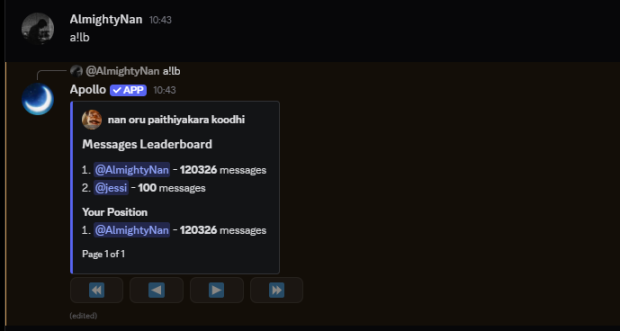 AlmightyNan 10:43
a!lb
@AlmightyNan a!lb
Apollo ✓ APP 10:43
nan oru paithiyakara koodhi
Messages Leaderboard
1. @AlmightyNan - 120326 messages
2. @jessi - 100 messages
Your Position
1. @AlmightyNan - 120326 messages
Page 1 of 1
(edited)